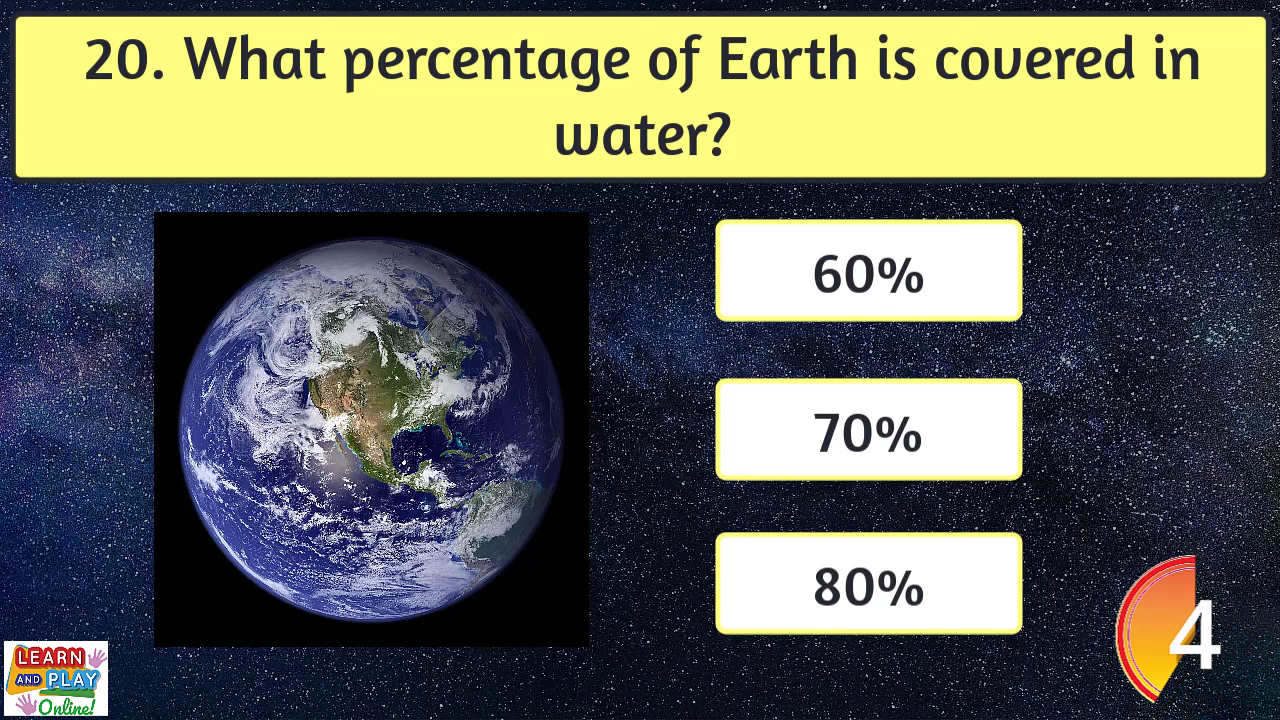 20. What percentage of Earth is covered in
water?
60%
70%
80%
4
LEARN
AND PLAY
Online!